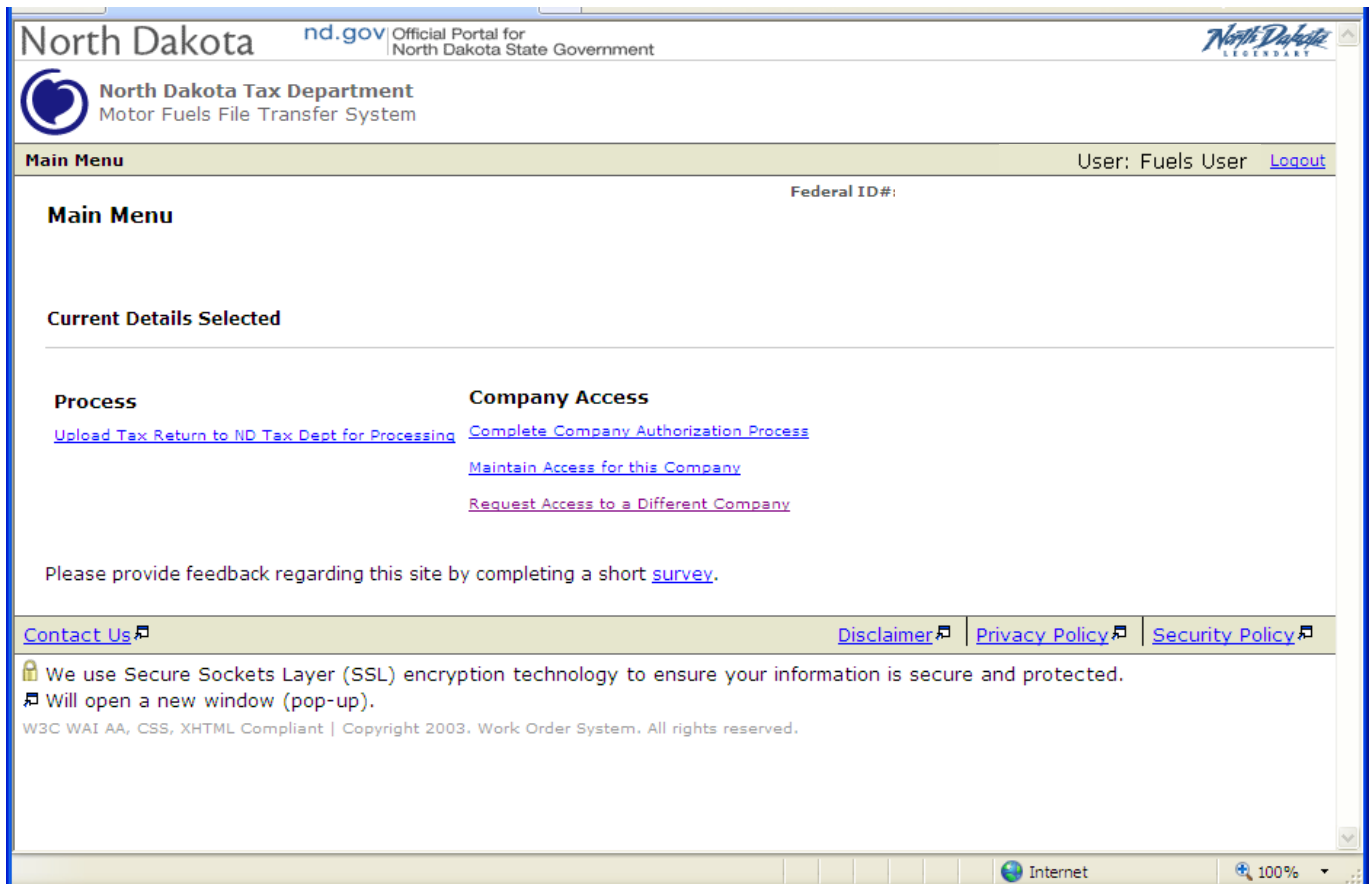 North Dakota nd.gov Official Portal for
North Dakota State Government
North Dakota
LEGENDARY
North Dakota Tax Department
Motor Fuels File Transfer System
Main Menu User: Fuels User Logout
Federal ID#:
Main Menu
Current Details Selected
Process
Upload Tax Return to ND Tax Dept for Processing
Company Access
Complete Company Authorization Process
Maintain Access for this Company
Request Access to a Different Company
Please provide feedback regarding this site by completing a short survey.
Contact Us Disclaimer Privacy Policy Security Policy
We use Secure Sockets Layer (SSL) encryption technology to ensure your information is secure and protected.
Will open a new window (pop-up).
W3C WAI AA, CSS, XHTML Compliant | Copyright 2003. Work Order System. All rights reserved.
Internet 100%